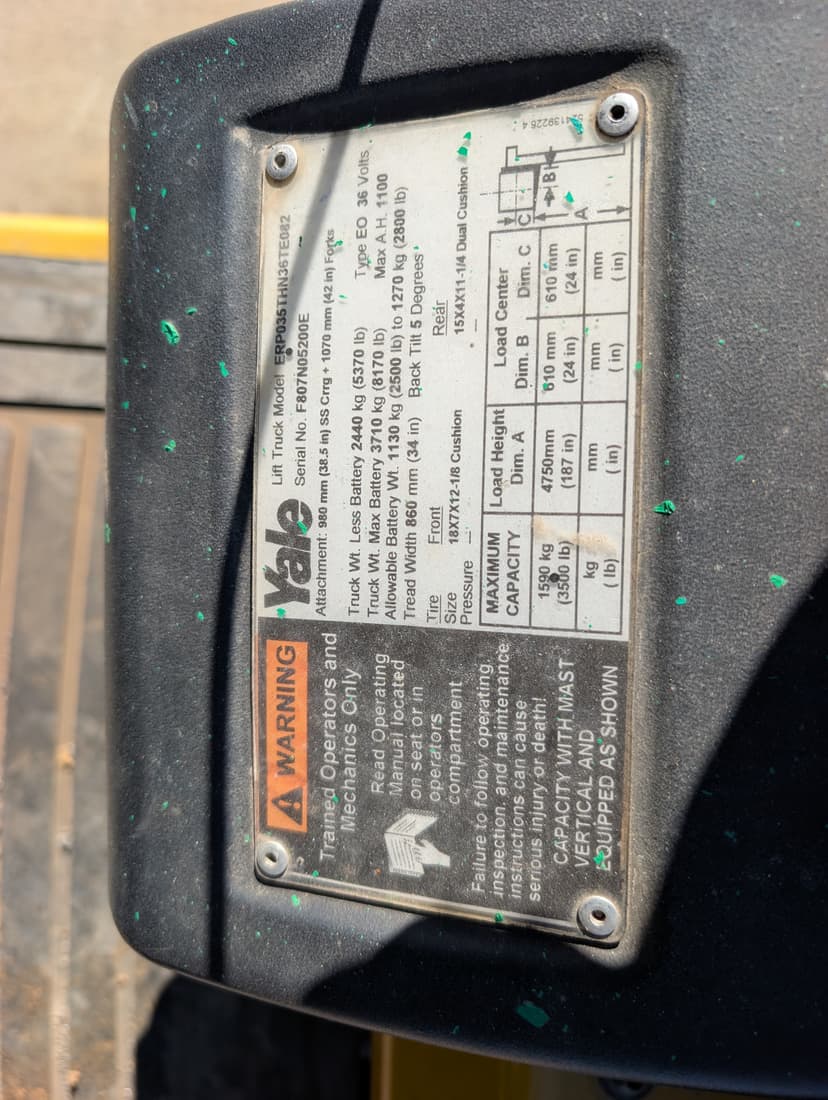 WARNING
Trained Operators and
Mechanics Only
Read Operating
Manual located
on seat or in
operators
compartment
Failure to follow operating,
inspection, and maintenance
instructions can cause
serious injury or death!
CAPACITY WITH MAST
VERTICAL AND
EQUIPPED AS SHOWN
Yale
Lift Truck Model ERP035THN36TE082
Serial No. F807N05200E
Attachment: 980 mm (38.5 in) SS Crrg + 1070 mm (42 in) Forks
Truck Wt. Less Battery 2440 kg (5370 lb) Type EO 36 Volts
Truck Wt. Max Battery 3710 kg (8170 lb) Max A.H. 1100
Allowable Battery Wt. 1130 kg (2500 lb) to 1270 kg (2800 lb)
Tread Width 860 mm (34 in) Back Tilt 5 Degrees
Tire Front Rear
Size 18X7X12-1/8 Cushion 15X4X11-1/4 Dual Cushion
Pressure — —
MAXIMUM CAPACITY Load Height Dim. A Load Center Dim. B Dim. C
1590 kg 4750mm 610 mm 610 mm
(3500 lb) (187 in) (24 in) (24 in)
kg mm mm mm
( lb) ( in) ( in) ( in)
C B A